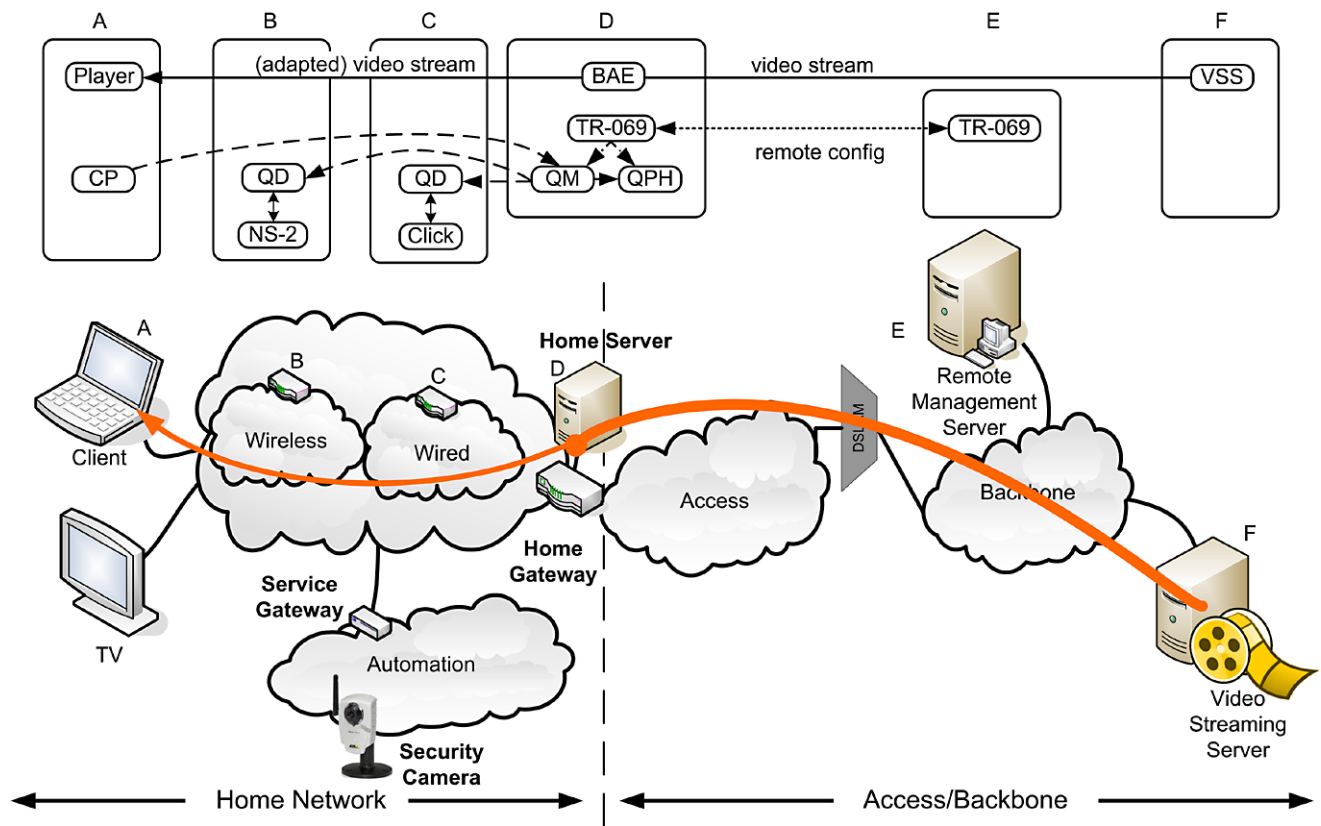 A B C D E F
Player (adapted) video stream BAE video stream VSS
TR-069 TR-069
remote config
CP QD QD QM QPH
NS-2 Click
A
B
C
D
Home Server
E
Remote
Management
Server
Client
Wireless
Wired
DSLAM
Access
Backbone
Home
Gateway
F
TV
Service
Gateway
Automation
Security
Camera
Video
Streaming
Server
Home Network
Access/Backbone